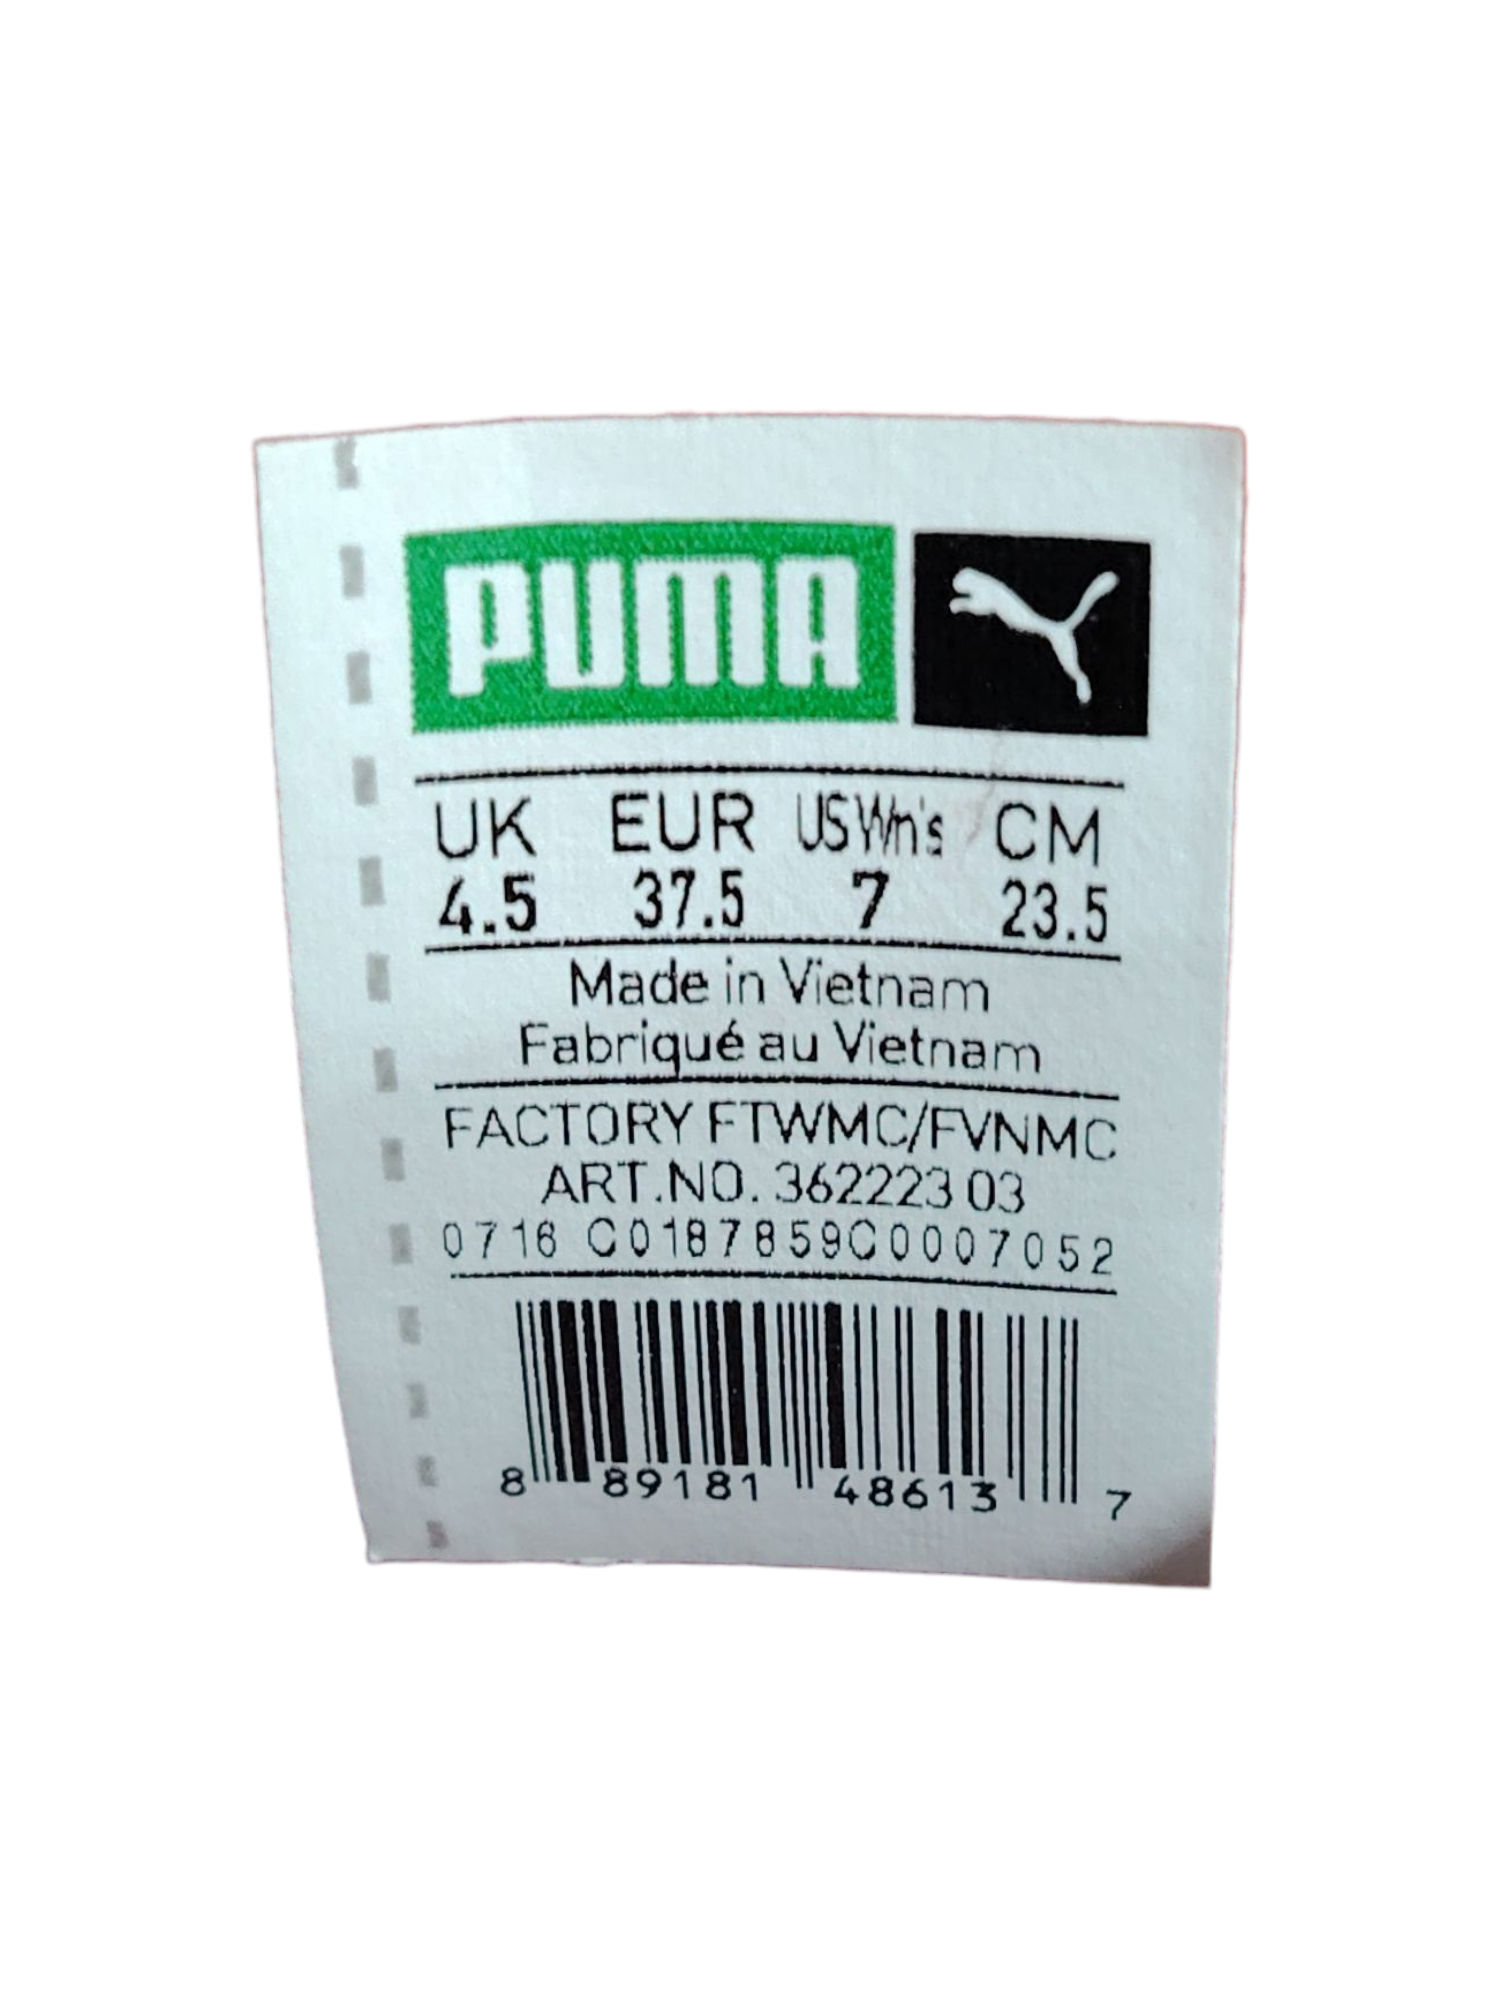 PUMA
UK EUR US Wn's CM
4.5 37.5 7 23.5
Made in Vietnam
Fabriqué au Vietnam
FACTORY FTWMC/FVNMC
ART.NO. 362223 03
0716 C0187859C0007052
8 89181 48613 7